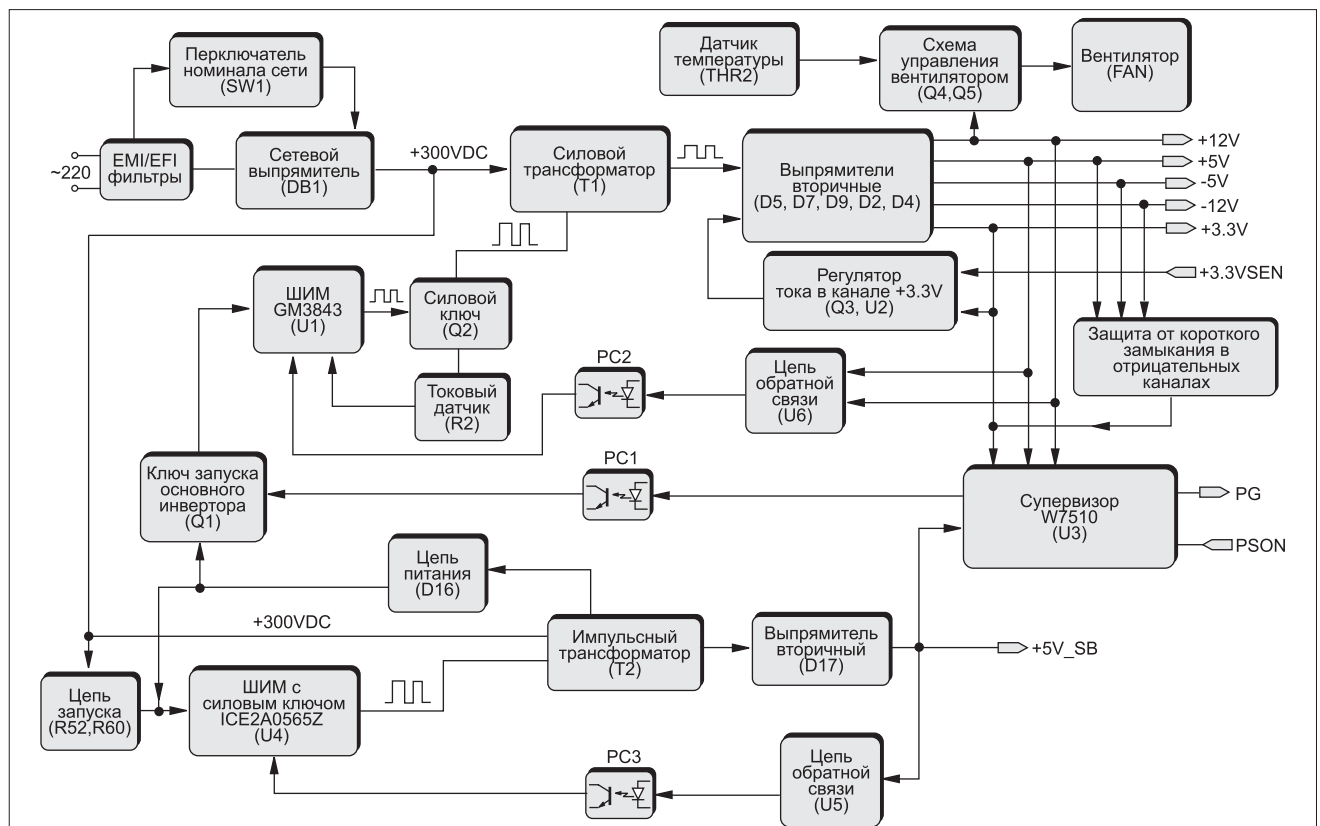 Перключатель
номинала сети
(SW1)
Датчик
температуры
(THR2)
Схема
управления
вентилятором
(Q4,Q5)
Вентилятор
(FAN)
~220
EMI/EFI
фильтры
Сетевой
выпрямитель
(DB1)
+300VDC
Силовой
трансформатор
(T1)
Выпрямители
вторичные
(D5, D7, D9, D2, D4)
+12V
+5V
-5V
-12V
+3.3V
+3.3VSEN
Регулятор
тока в канале +3.3V
(Q3, U2)
ШИМ
GM3843
(U1)
Силовой
ключ
(Q2)
Токовый
датчик
(R2)
PC2
Цепь
обратной
связи
(U6)
Защита от короткого
замыкания в
отрицательных
каналах
Ключ запуска
основного
инвертора
(Q1)
PC1
Супервизор
W7510
(U3)
PG
PSON
Цепь
питания
(D16)
+300VDC
Импульсный
трансформатор
(T2)
Выпрямитель
вторичный
(D17)
+5V_SB
Цепь
запуска
(R52,R60)
ШИМ с
силовым ключом
ICE2A0565Z
(U4)
PC3
Цепь
обратной
связи
(U5)